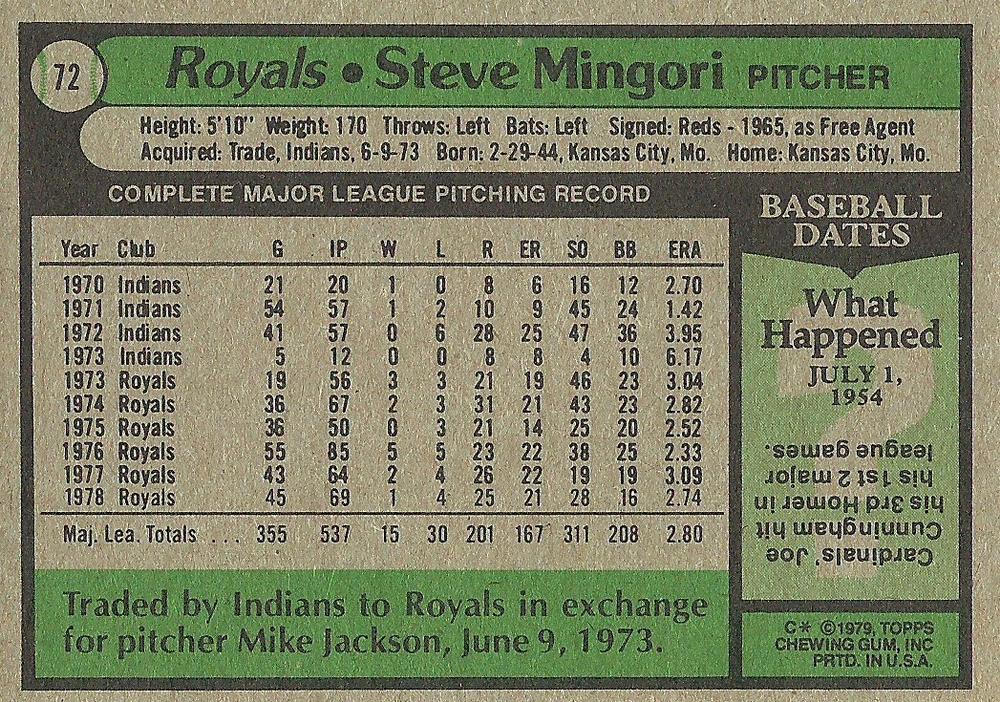 72
Royals • Steve Mingori PITCHER
Height: 5'10" Weight: 170 Throws: Left Bats: Left Signed: Reds - 1965, as Free Agent
Acquired: Trade, Indians, 6-9-73 Born: 2-29-44, Kansas City, Mo. Home: Kansas City, Mo.
COMPLETE MAJOR LEAGUE PITCHING RECORD
Year Club G IP W L R ER SO BB ERA
1970 Indians 21 20 1 0 8 6 16 12 2.70
1971 Indians 54 57 1 2 10 9 45 24 1.42
1972 Indians 41 57 0 6 28 25 47 36 3.95
1973 Indians 5 12 0 0 8 8 4 10 6.17
1973 Royals 19 56 3 3 21 19 46 23 3.04
1974 Royals 36 67 2 3 31 21 43 23 2.82
1975 Royals 36 50 0 3 21 14 25 20 2.52
1976 Royals 55 85 5 5 23 22 38 25 2.33
1977 Royals 43 64 2 4 26 22 19 19 3.09
1978 Royals 45 69 1 4 25 21 28 16 2.74
Maj. Lea. Totals ... 355 537 15 30 201 167 311 208 2.80
Traded by Indians to Royals in exchange
for pitcher Mike Jackson, June 9, 1973.
BASEBALL
DATES
What
Happened
JULY 1,
1954
Cardinals' Joe
Cunningham hit
his 3rd Homer in
his 1st 2 major
league games.
C* ©1979, TOPPS
CHEWING GUM, INC
PRTD. IN U.S.A.